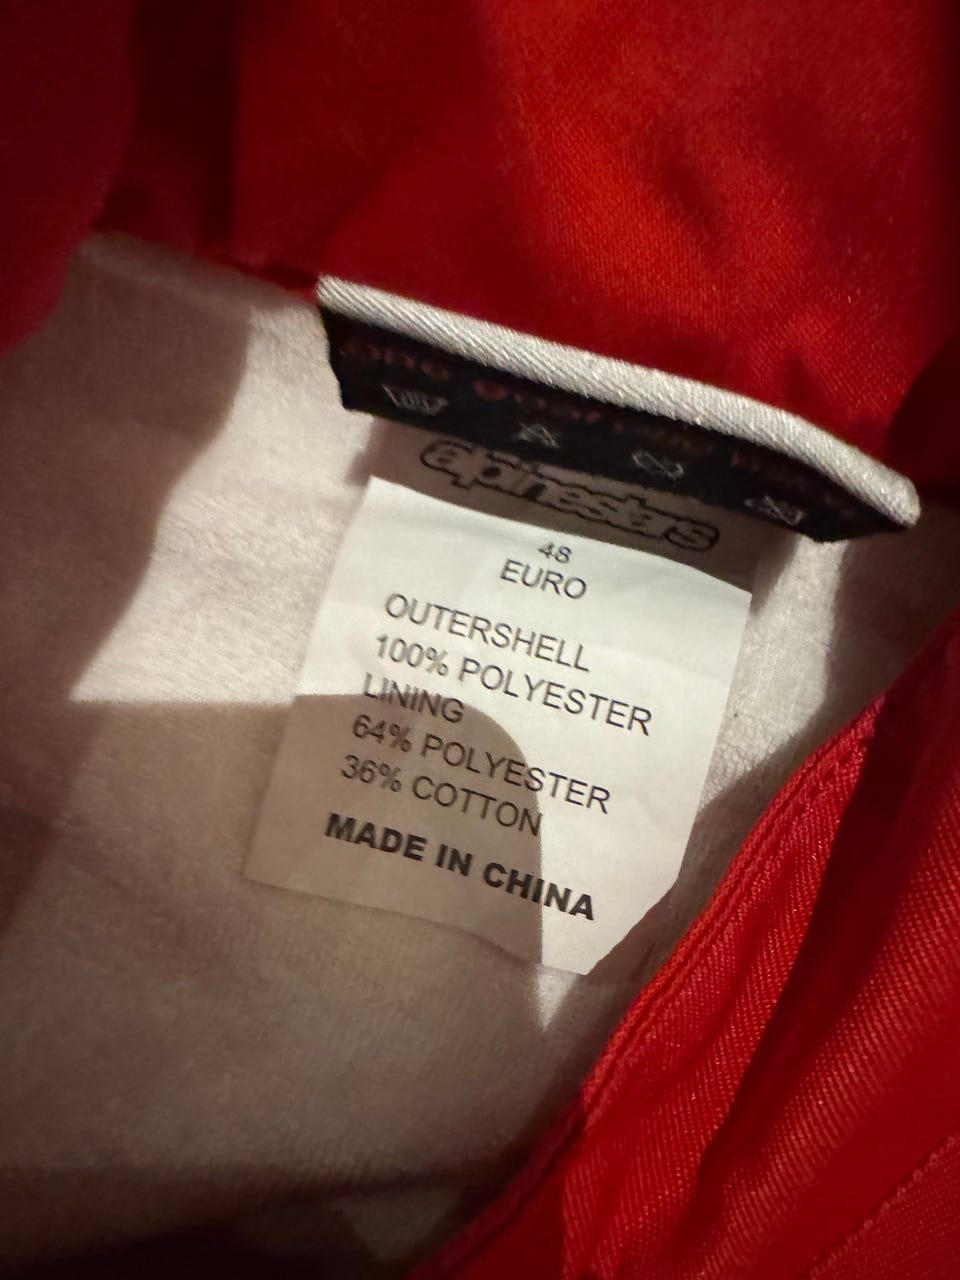 alpinestars
48
EURO
OUTERSHELL
100% POLYESTER
LINING
64% POLYESTER
36% COTTON
MADE IN CHINA